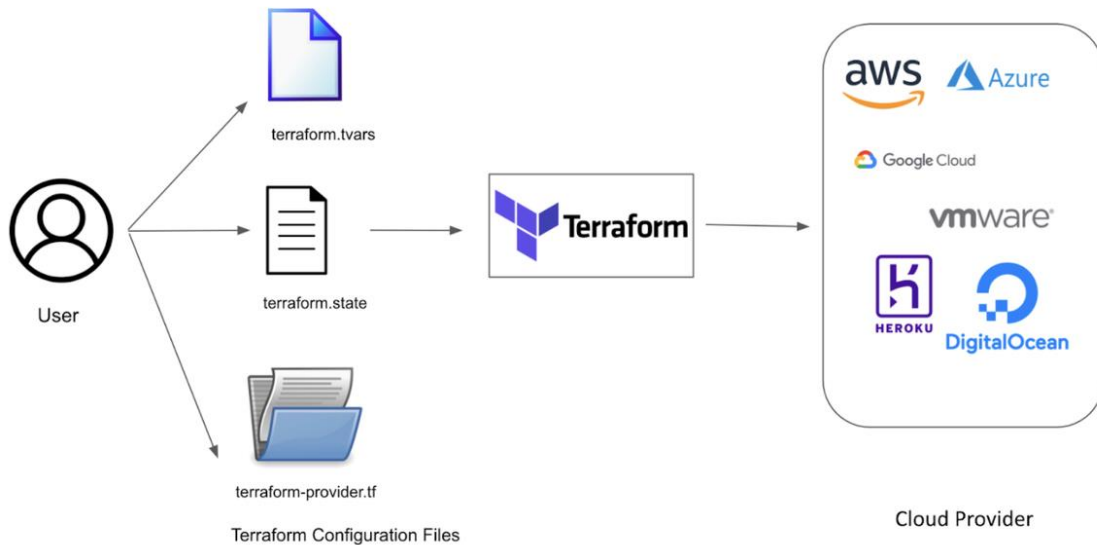 terraform.tvars
User
terraform.state
terraform-provider.tf
Terraform Configuration Files
Terraform
aws
Azure
Google Cloud
vmware®
HEROKU
DigitalOcean
Cloud Provider